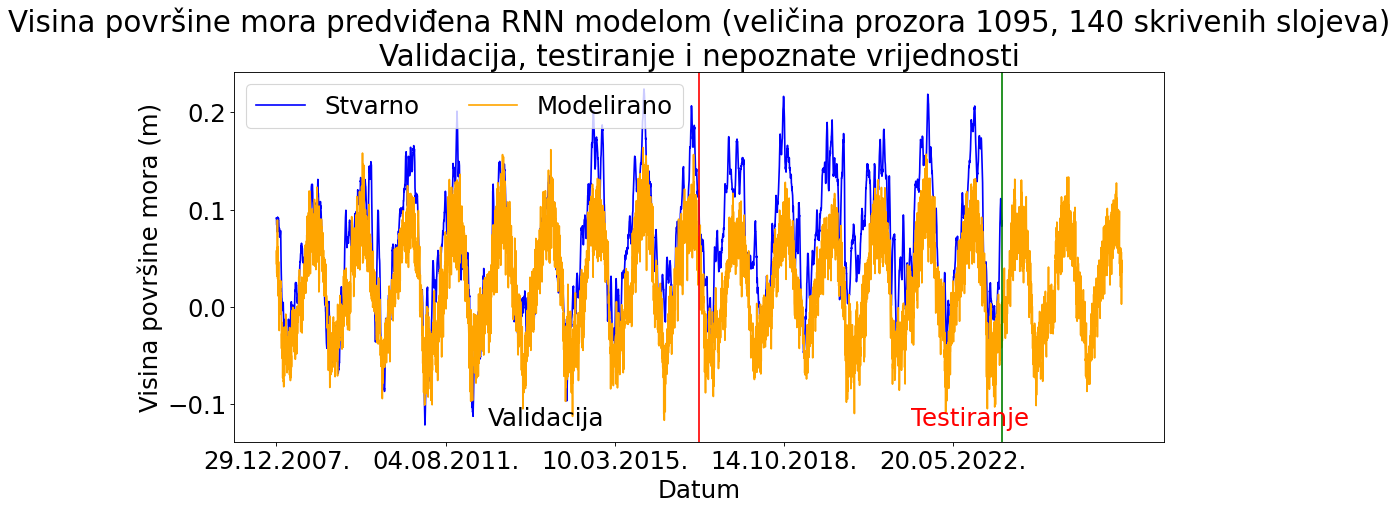 Visina površine mora predviđena RNN modelom (veličina prozora 1095, 140 skrivenih slojeva)
Validacija, testiranje i nepoznate vrijednosti
Stvarno
Modelirano
Visina površine mora (m)
0.2
0.1
0.0
−0.1
Validacija
Testiranje
29.12.2007.
04.08.2011.
10.03.2015.
14.10.2018.
20.05.2022.
Datum